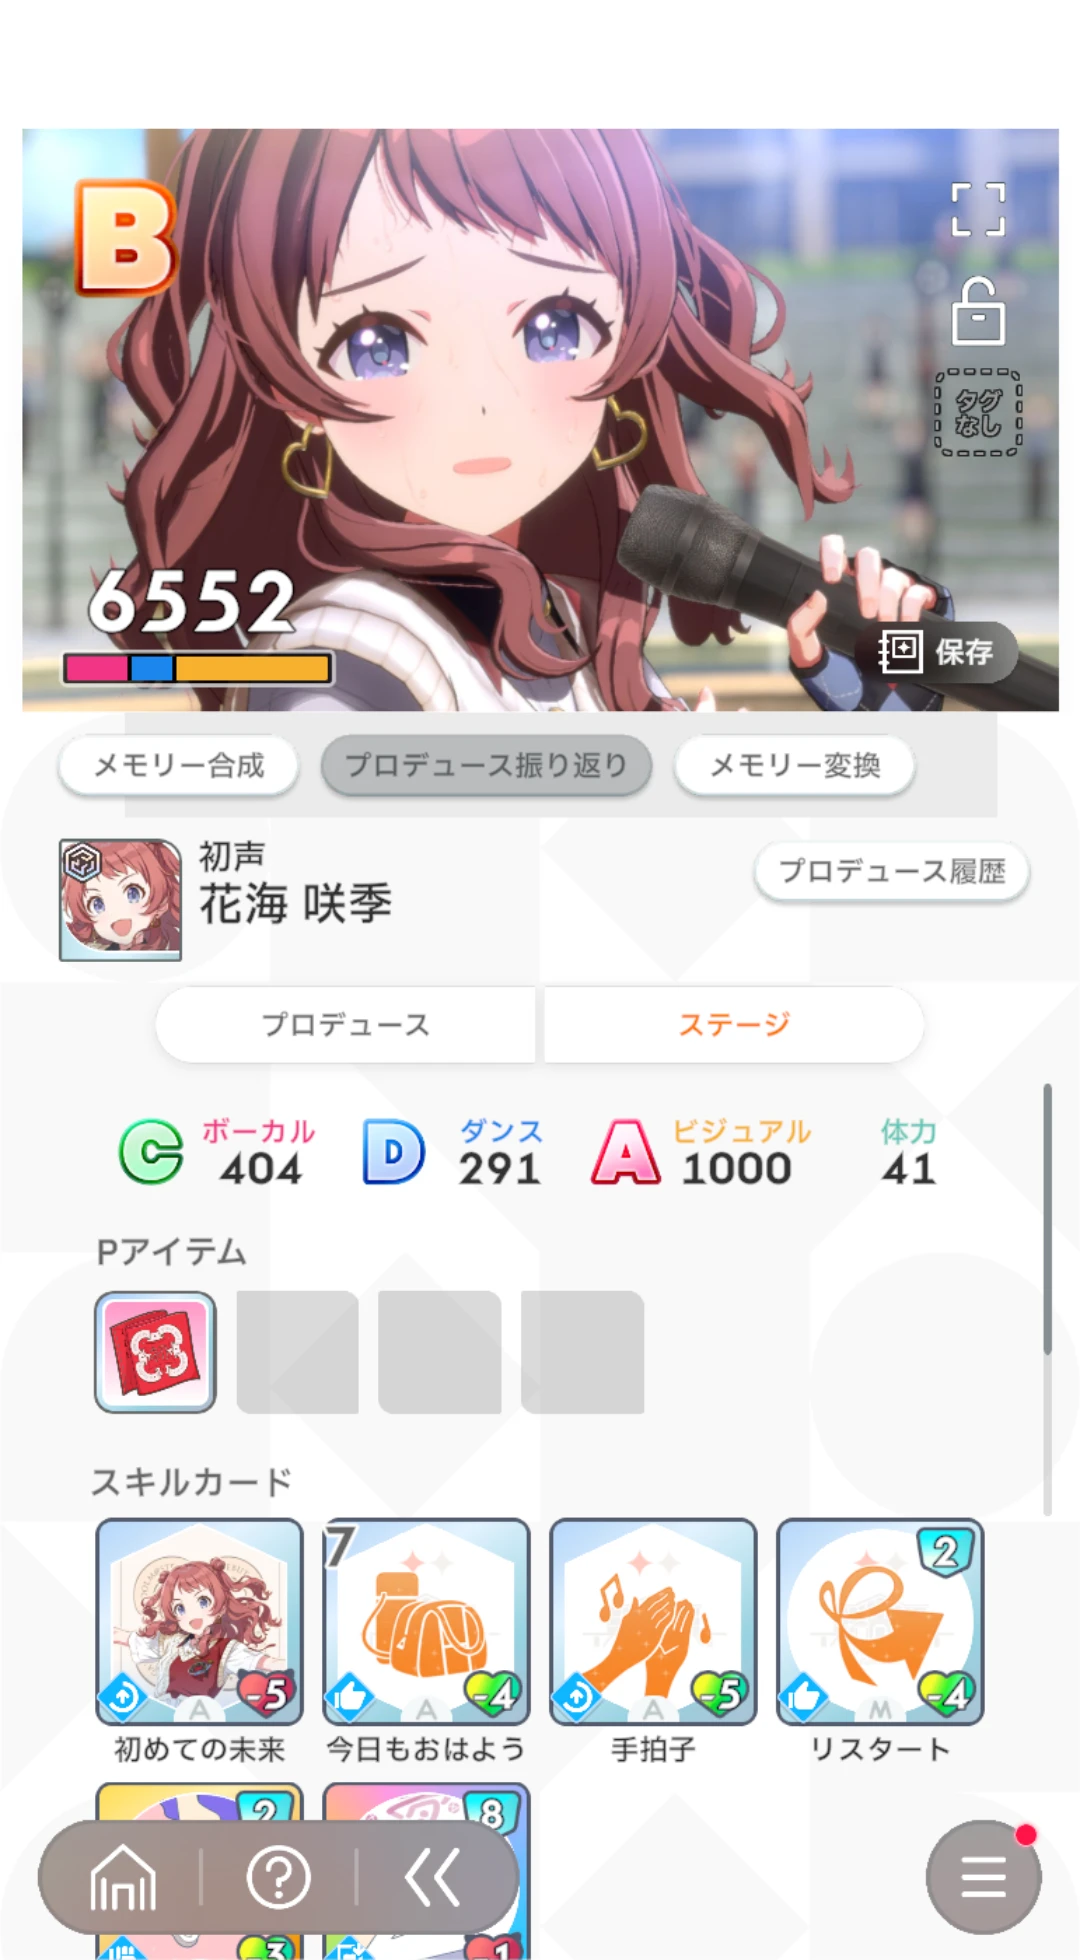 B
タグ
なし
6552
保存
メモリー合成
プロデュース振り返り
メモリー変換
初声
花海 咲季
プロデュース履歴
プロデュース
ステージ
C ボーカル 404
D ダンス 291
A ビジュアル 1000
体力 41
Pアイテム
スキルカード
A -5
7 A -4
A -5
2 M -4
初めての未来
今日もおはよう
手拍子
リスタート
2
8
-3
-1